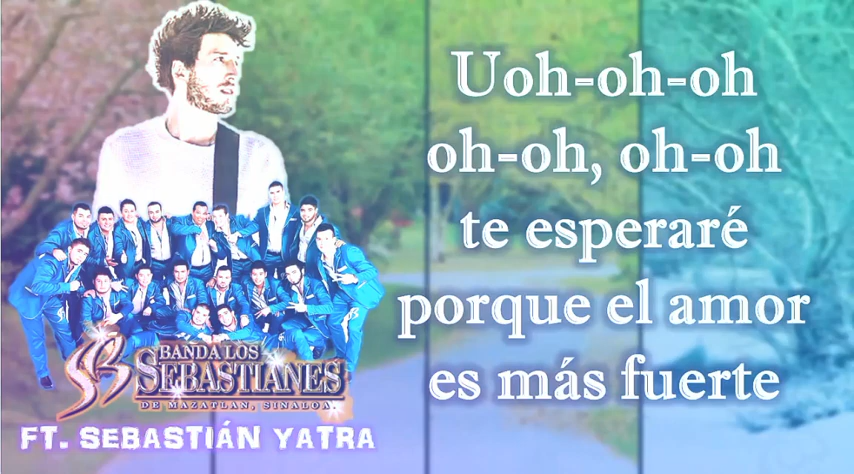 BANDA LOS
SEBASTIANES
DE MAZATLAN, SINALOA.
FT. SEBASTIÁN YATRA
Uoh-oh-oh
oh-oh, oh-oh
te esperaré
porque el amor
es más fuerte